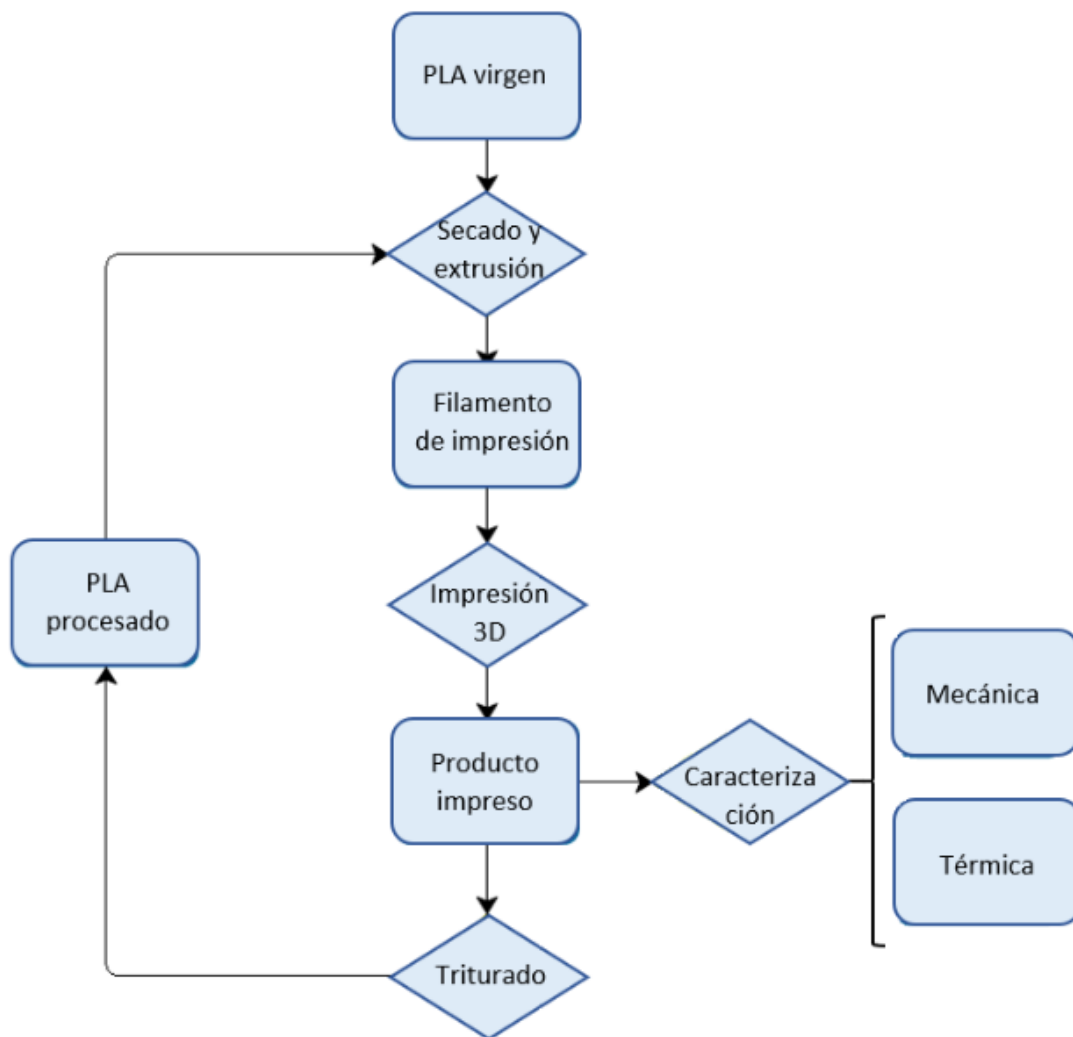 PLA virgen
Secado y
extrusión
Filamento
de impresión
PLA
procesado
Impresión
3D
Producto
impreso
Caracteriza
ción
Mecánica
Térmica
Triturado